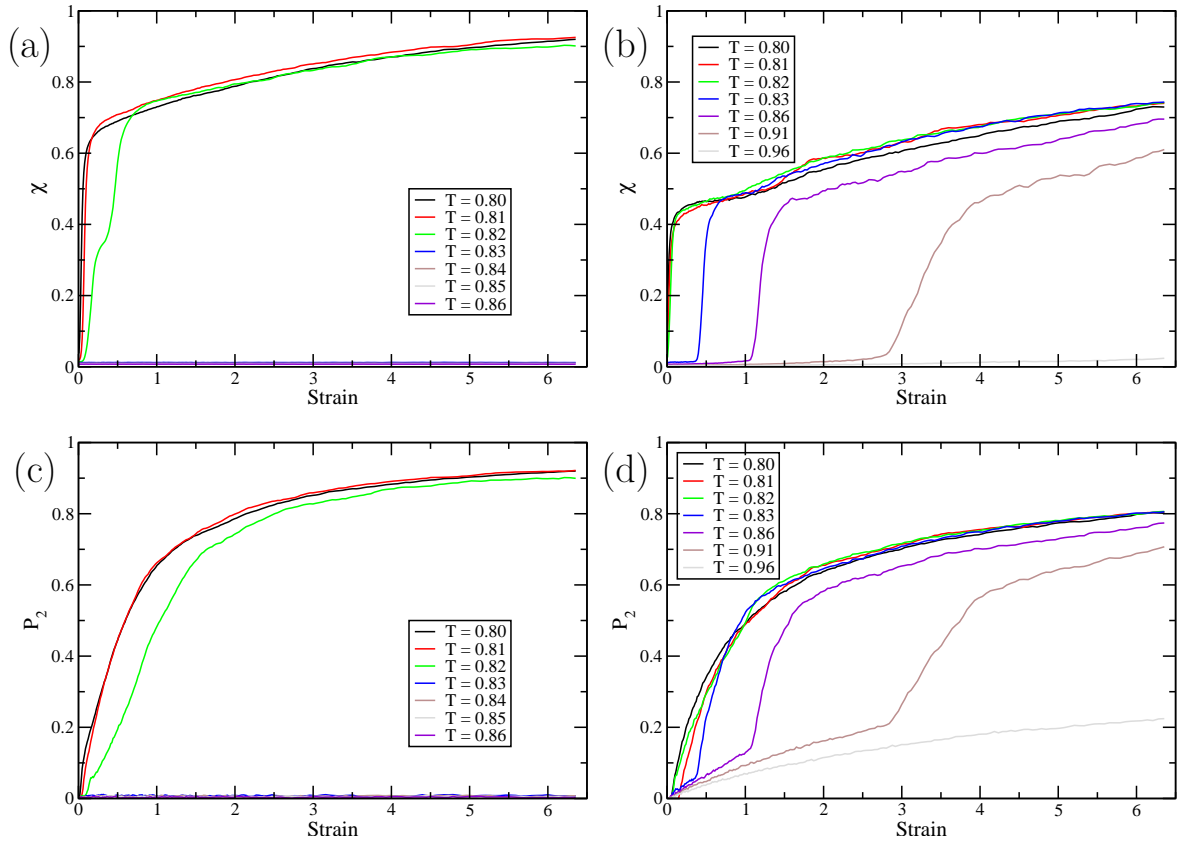 (a)
1
0.8
0.6
0.4
0.2
0
χ
T = 0.80
T = 0.81
T = 0.82
T = 0.83
T = 0.84
T = 0.85
T = 0.86
0 1 2 3 4 5 6
Strain
(b)
1
0.8
0.6
0.4
0.2
0
χ
T = 0.80
T = 0.81
T = 0.82
T = 0.83
T = 0.86
T = 0.91
T = 0.96
0 1 2 3 4 5 6
Strain
(c)
1
0.8
0.6
0.4
0.2
0
P2
T = 0.80
T = 0.81
T = 0.82
T = 0.83
T = 0.84
T = 0.85
T = 0.86
0 1 2 3 4 5 6
Strain
(d)
1
0.8
0.6
0.4
0.2
0
P2
T = 0.80
T = 0.81
T = 0.82
T = 0.83
T = 0.86
T = 0.91
T = 0.96
0 1 2 3 4 5 6
Strain